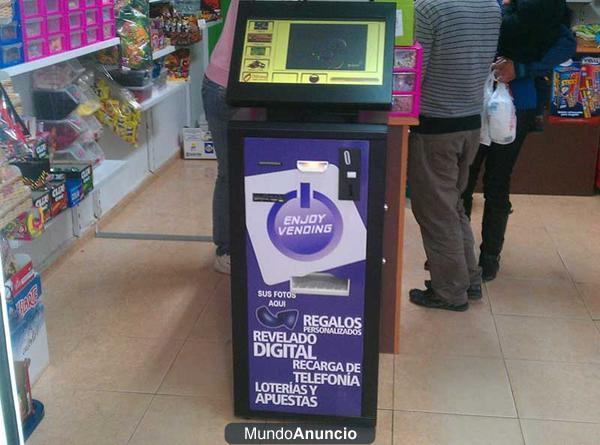 ENJOY
VENDING
SUS FOTOS
AQUI
REGALOS
PERSONALIZADOS
REVELADO
DIGITAL
RECARGA DE
TELEFONÍA
LOTERÍAS Y
APUESTAS
MundoAnuncio